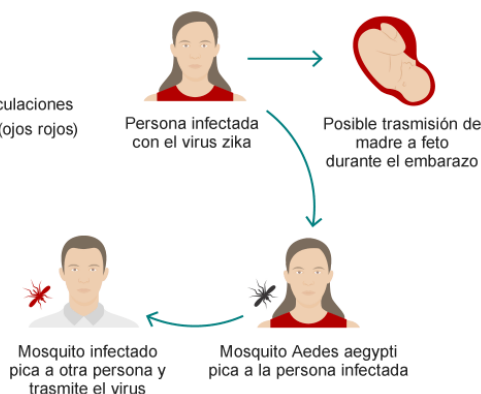 (ojos rojos)
Persona infectada
con el virus zika
Posible trasmisión de
madre a feto
durante el embarazo
Mosquito infectado
pica a otra persona y
trasmite el virus
Mosquito Aedes aegypti
pica a la persona infectada